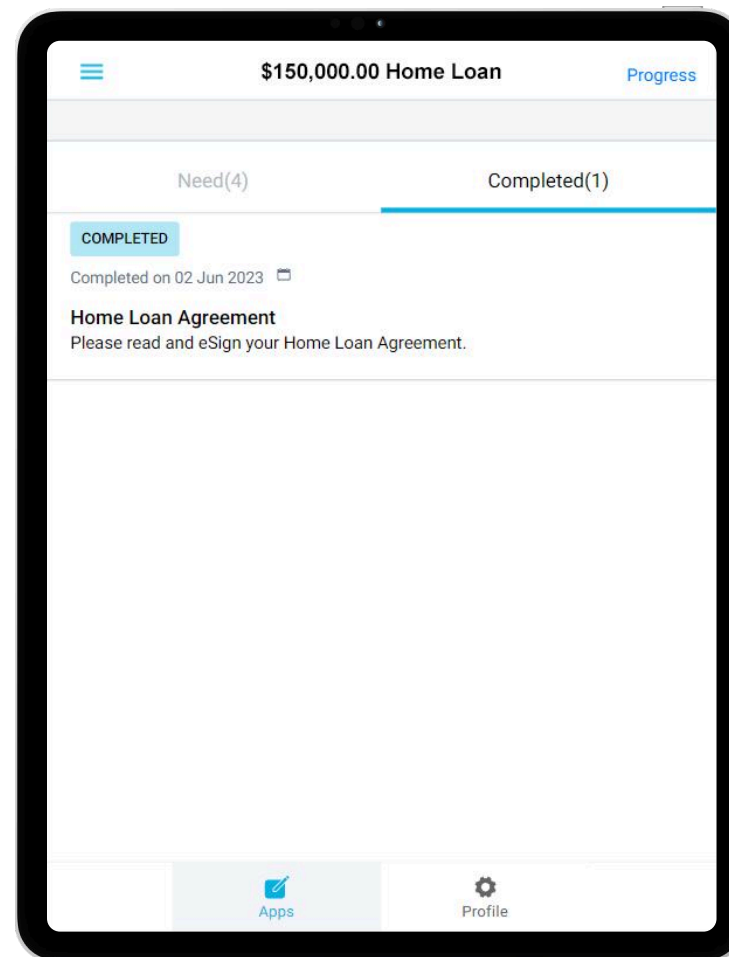 $150,000.00 Home Loan
Progress
Need(4)
Completed(1)
COMPLETED
Completed on 02 Jun 2023
Home Loan Agreement
Please read and eSign your Home Loan Agreement.
Apps
Profile